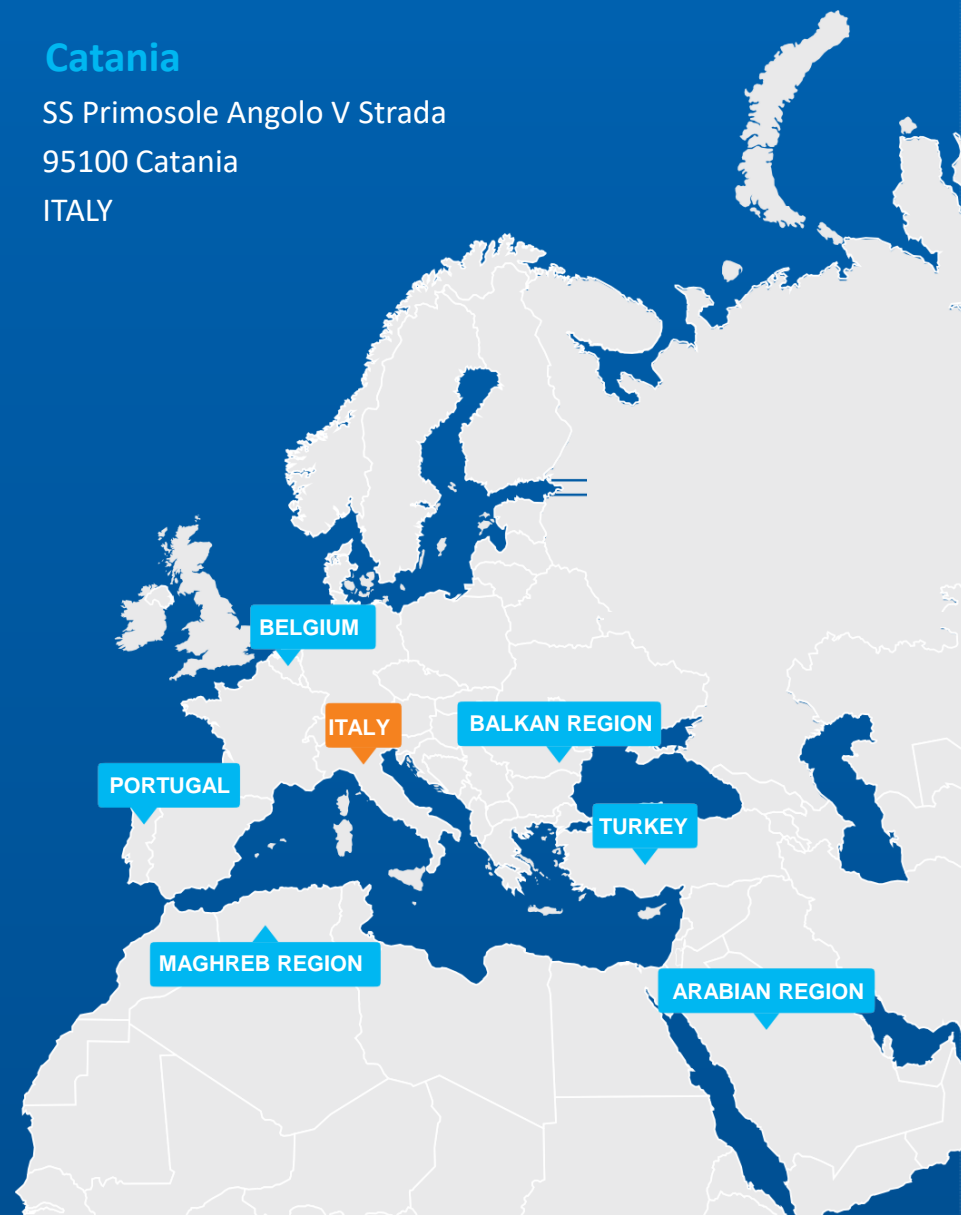 Catania
SS Primosole Angolo V Strada
95100 Catania
ITALY
BELGIUM
ITALY
BALKAN REGION
PORTUGAL
TURKEY
MAGHREB REGION
ARABIAN REGION